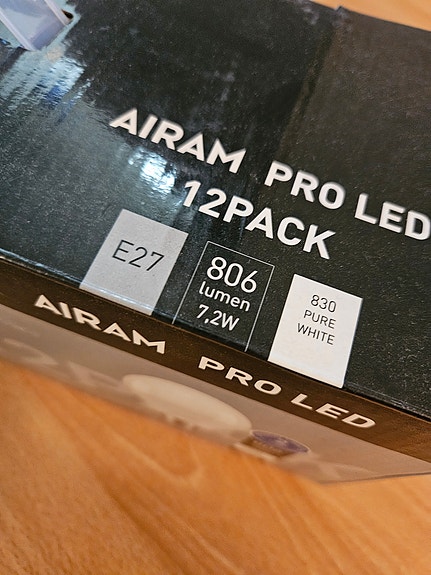 AIRAM PRO LED
12PACK
E27
806
lumen
7,2W
830
PURE
WHITE
AIRAM PRO LED